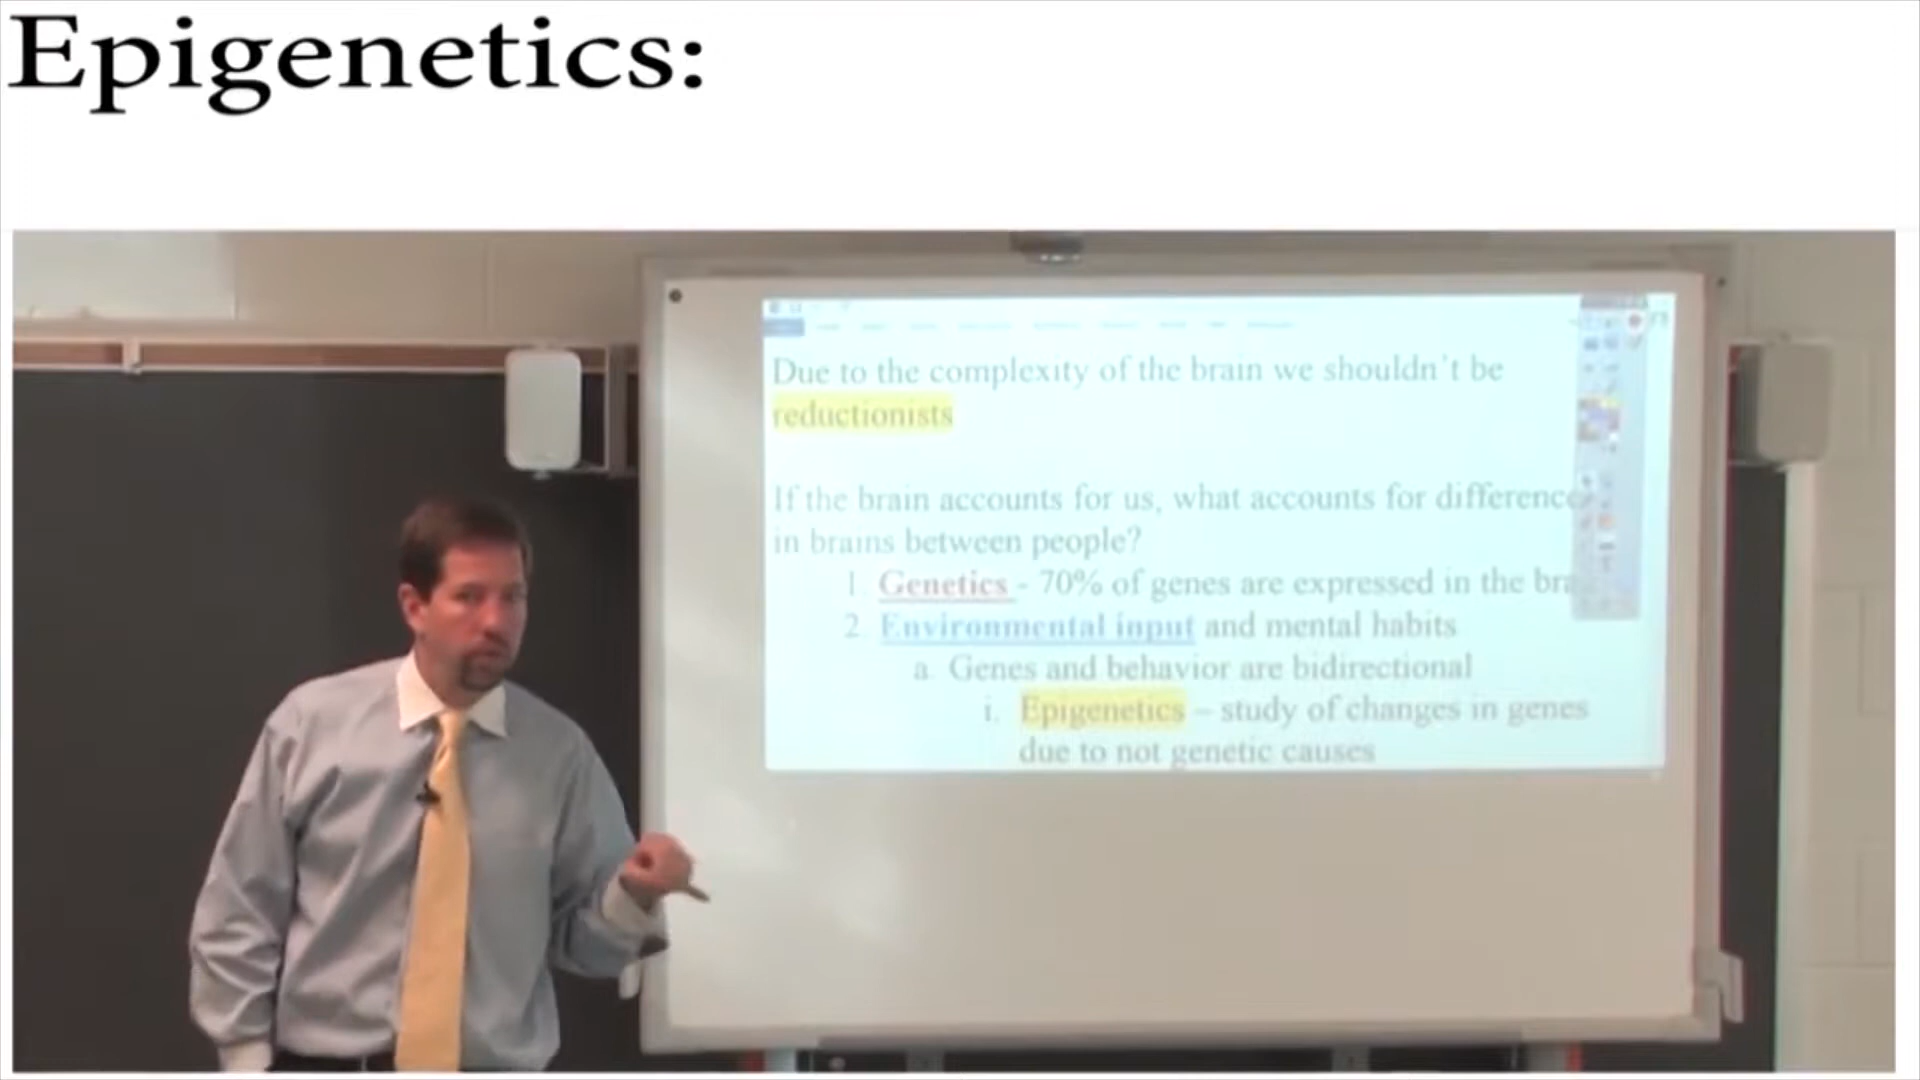 Epigenetics:
Due to the complexity of the brain we shouldn't be
reductionists
If the brain accounts for us, what accounts for difference
in brains between people?
1. Genetics - 70% of genes are expressed in the bra
2. Environmental input and mental habits
a. Genes and behavior are bidirectional
i. Epigenetics – study of changes in genes
due to not genetic causes